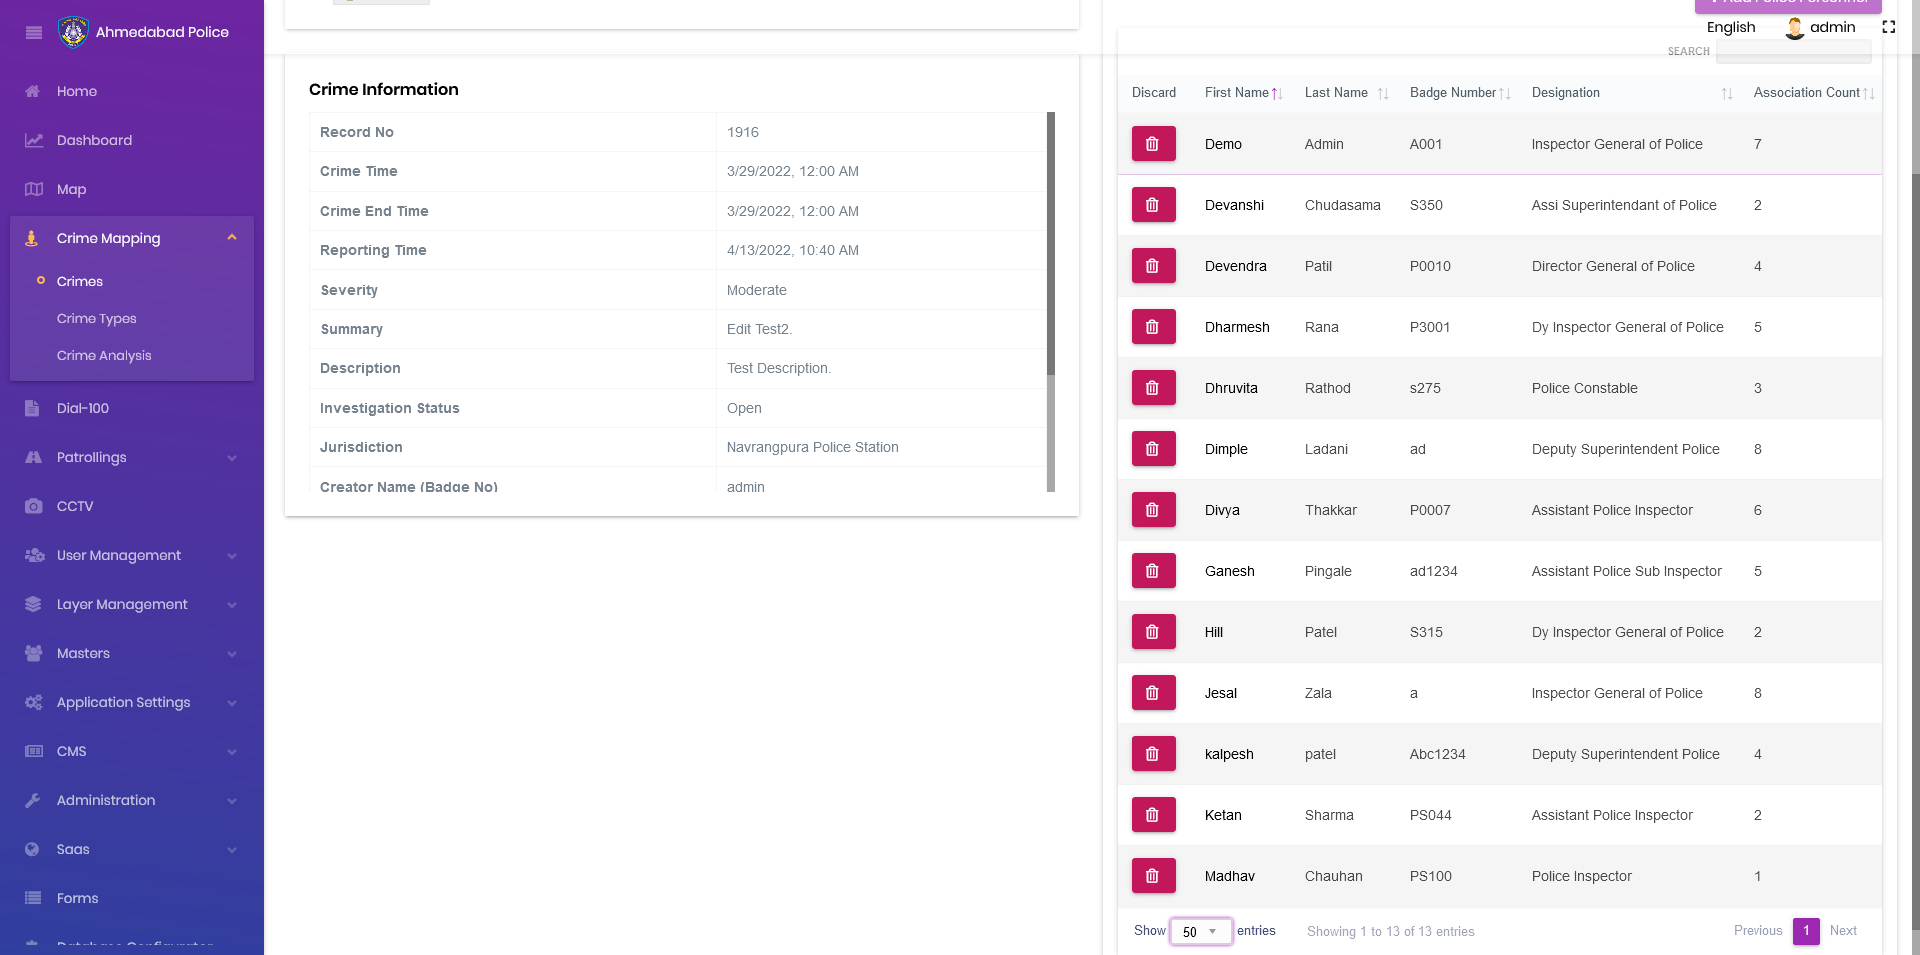 Ahmedabad Police
Home
Dashboard
Map
Crime Mapping
Crimes
Crime Types
Crime Analysis
Dial-100
Patrollings
CCTV
User Management
Layer Management
Masters
Application Settings
CMS
Administration
Saas
Forms
Database Configurator
Crime Information
Record No 1916
Crime Time 3/29/2022, 12:00 AM
Crime End Time 3/29/2022, 12:00 AM
Reporting Time 4/13/2022, 10:40 AM
Severity Moderate
Summary Edit Test2.
Description Test Description.
Investigation Status Open
Jurisdiction Navrangpura Police Station
Creator Name (Badge No) admin
+ Add Police Personnel
English admin
SEARCH
Discard First Name Last Name Badge Number Designation Association Count
Demo Admin A001 Inspector General of Police 7
Devanshi Chudasama S350 Assi Superintendant of Police 2
Devendra Patil P0010 Director General of Police 4
Dharmesh Rana P3001 Dy Inspector General of Police 5
Dhruvita Rathod s275 Police Constable 3
Dimple Ladani ad Deputy Superintendent Police 8
Divya Thakkar P0007 Assistant Police Inspector 6
Ganesh Pingale ad1234 Assistant Police Sub Inspector 5
Hill Patel S315 Dy Inspector General of Police 2
Jesal Zala a Inspector General of Police 8
kalpesh patel Abc1234 Deputy Superintendent Police 4
Ketan Sharma PS044 Assistant Police Inspector 2
Madhav Chauhan PS100 Police Inspector 1
Show 50 entries Showing 1 to 13 of 13 entries Previous 1 Next